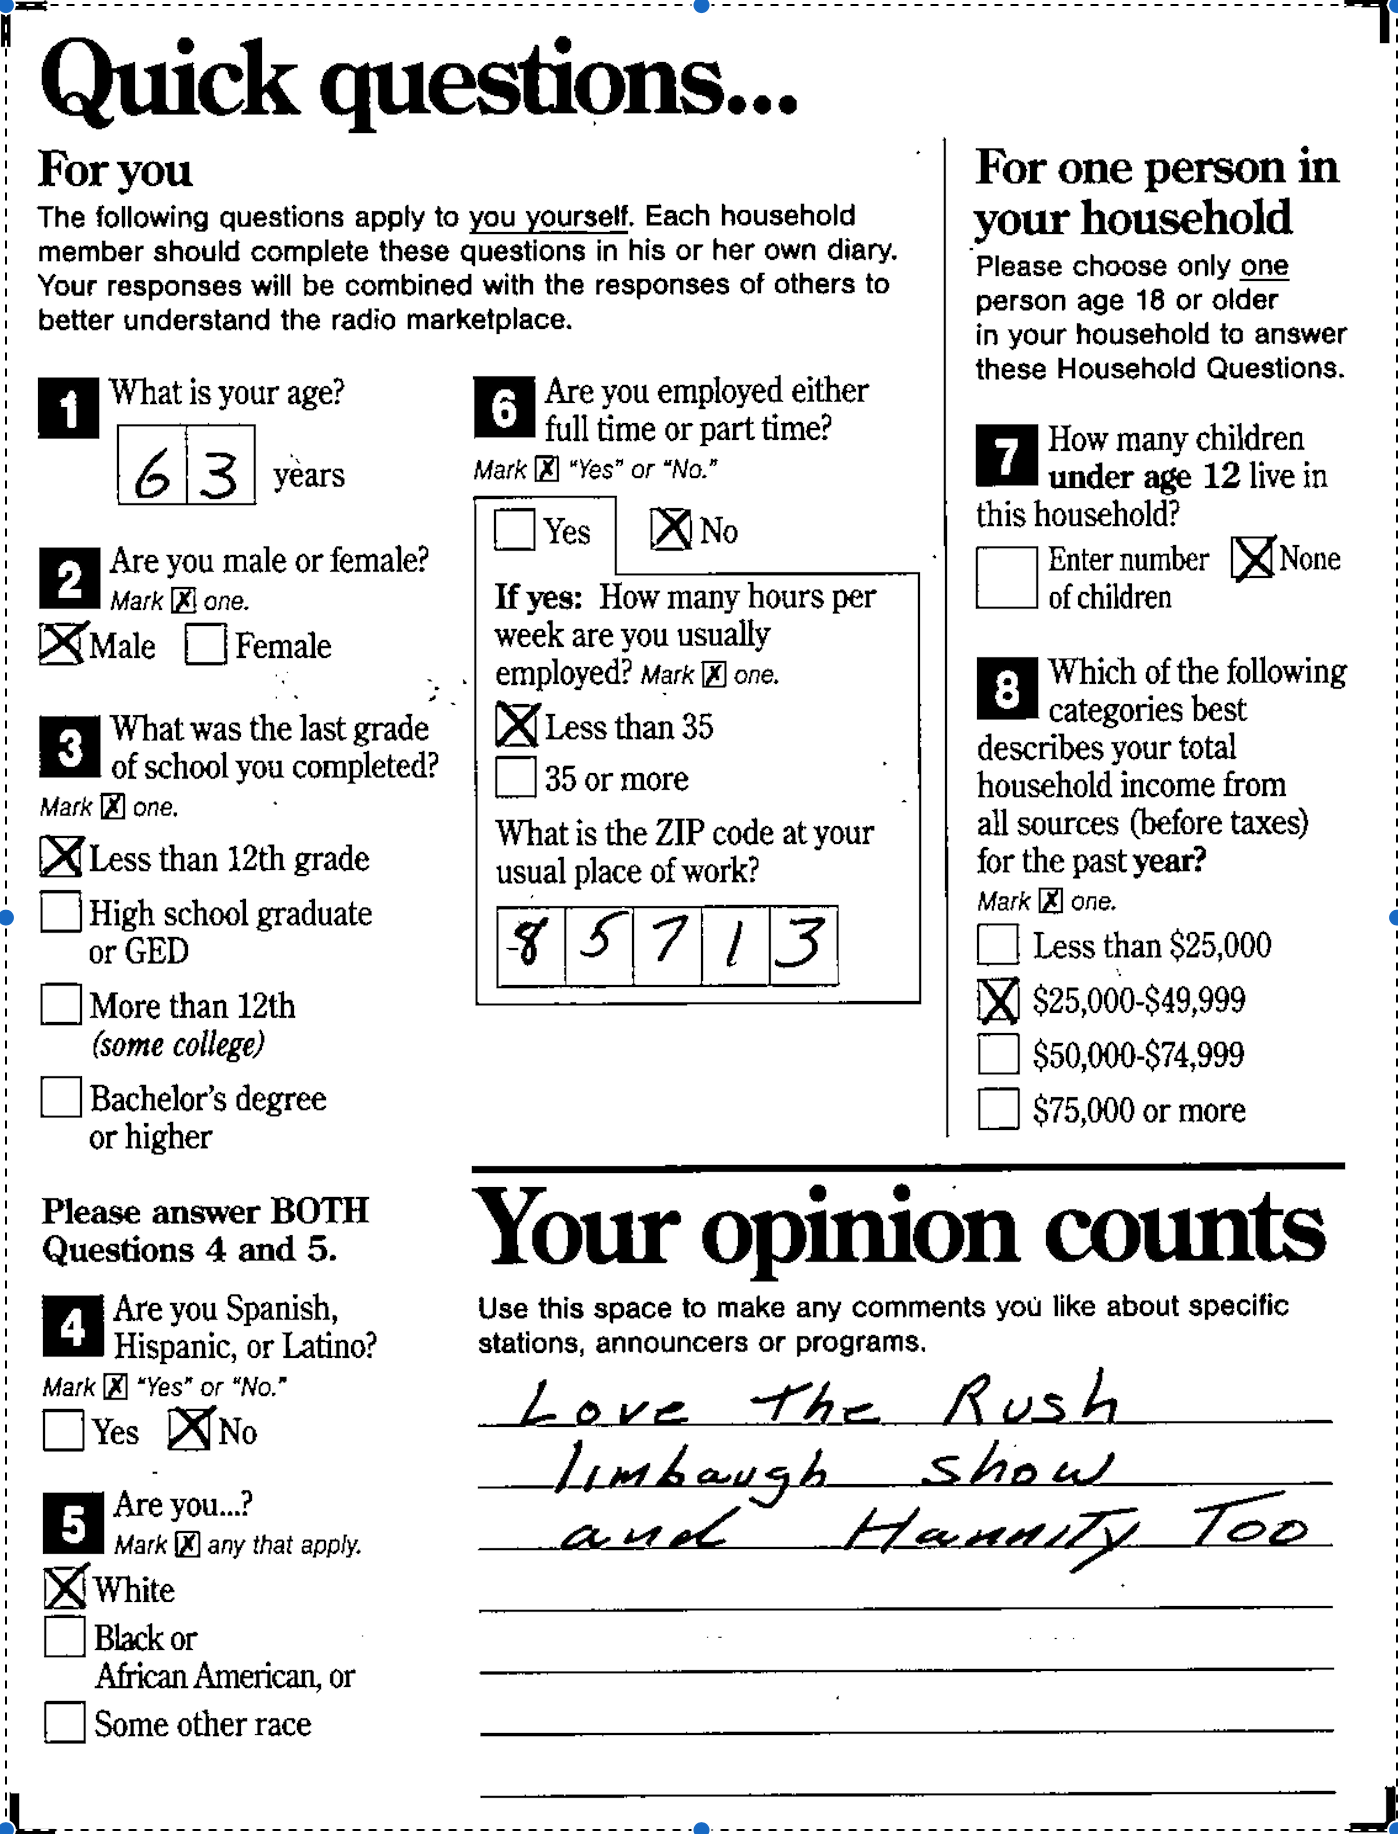 Quick questions...
For you
The following questions apply to you yourself. Each household
member should complete these questions in his or her own diary.
Your responses will be combined with the responses of others to
better understand the radio marketplace.
1 What is your age?
63 years
2 Are you male or female?
Mark X one.
X Male Female
3 What was the last grade
of school you completed?
Mark X one.
X Less than 12th grade
High school graduate
or GED
More than 12th
(some college)
Bachelor's degree
or higher
Please answer BOTH
Questions 4 and 5.
4 Are you Spanish,
Hispanic, or Latino?
Mark X "Yes" or "No."
Yes X No
5 Are you...?
Mark X any that apply.
X White
Black or
African American, or
Some other race
6 Are you employed either
full time or part time?
Mark X "Yes" or "No."
Yes X No
If yes: How many hours per
week are you usually
employed? Mark X one.
X Less than 35
35 or more
What is the ZIP code at your
usual place of work?
85713
For one person in
your household
Please choose only one
person age 18 or older
in your household to answer
these Household Questions.
7 How many children
under age 12 live in
this household?
Enter number X None
of children
8 Which of the following
categories best
describes your total
household income from
all sources (before taxes)
for the past year?
Mark X one.
Less than $25,000
X $25,000-$49,999
$50,000-$74,999
$75,000 or more
Your opinion counts
Use this space to make any comments you like about specific
stations, announcers or programs.
Love The Rush
limbaugh show
and Hannity Too